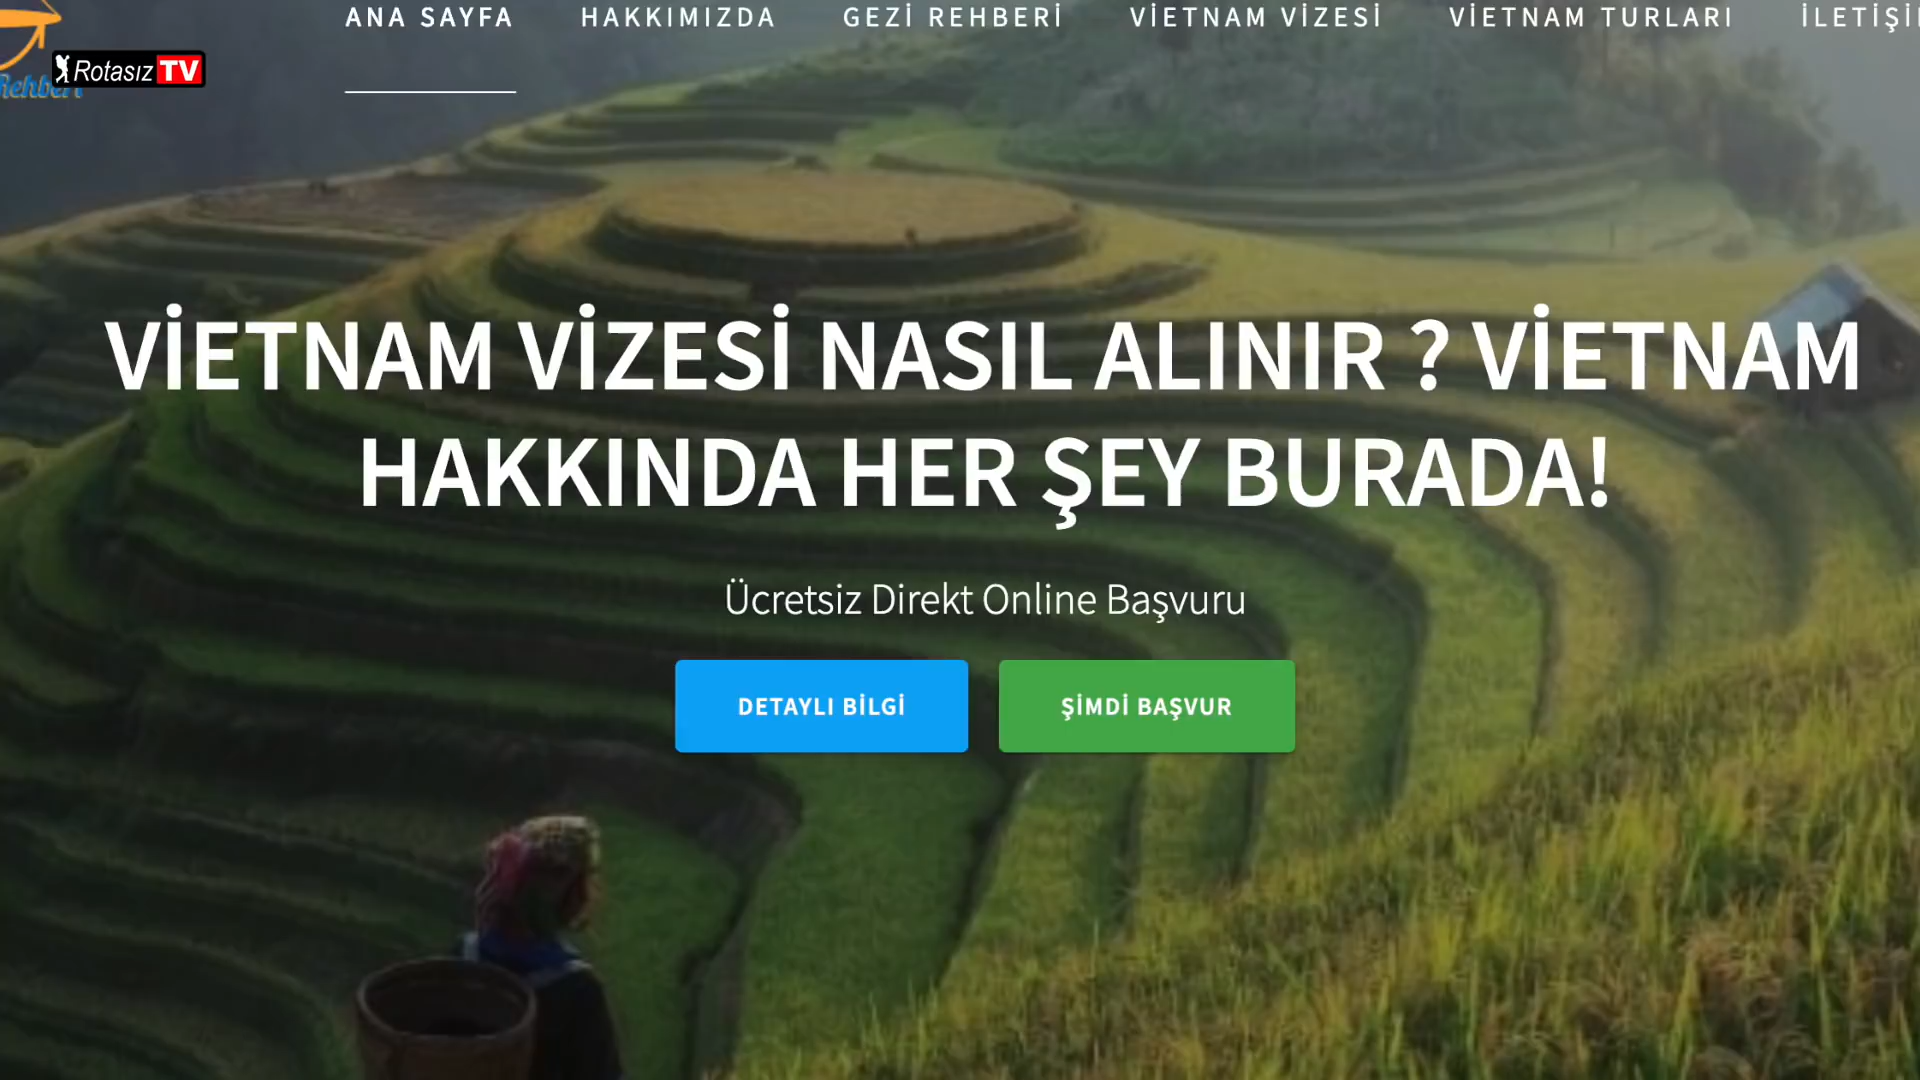 ANA SAYFA HAKKIMIZDA GEZİ REHBERİ VİETNAM VİZESİ VİETNAM TURLARI
Rotasız TV
Rehberi
VİETNAM VİZESİ NASIL ALINIR ? VİETNAM
HAKKINDA HER ŞEY BURADA!
Ücretsiz Direkt Online Başvuru
DETAYLI BİLGİ ŞİMDİ BAŞVUR